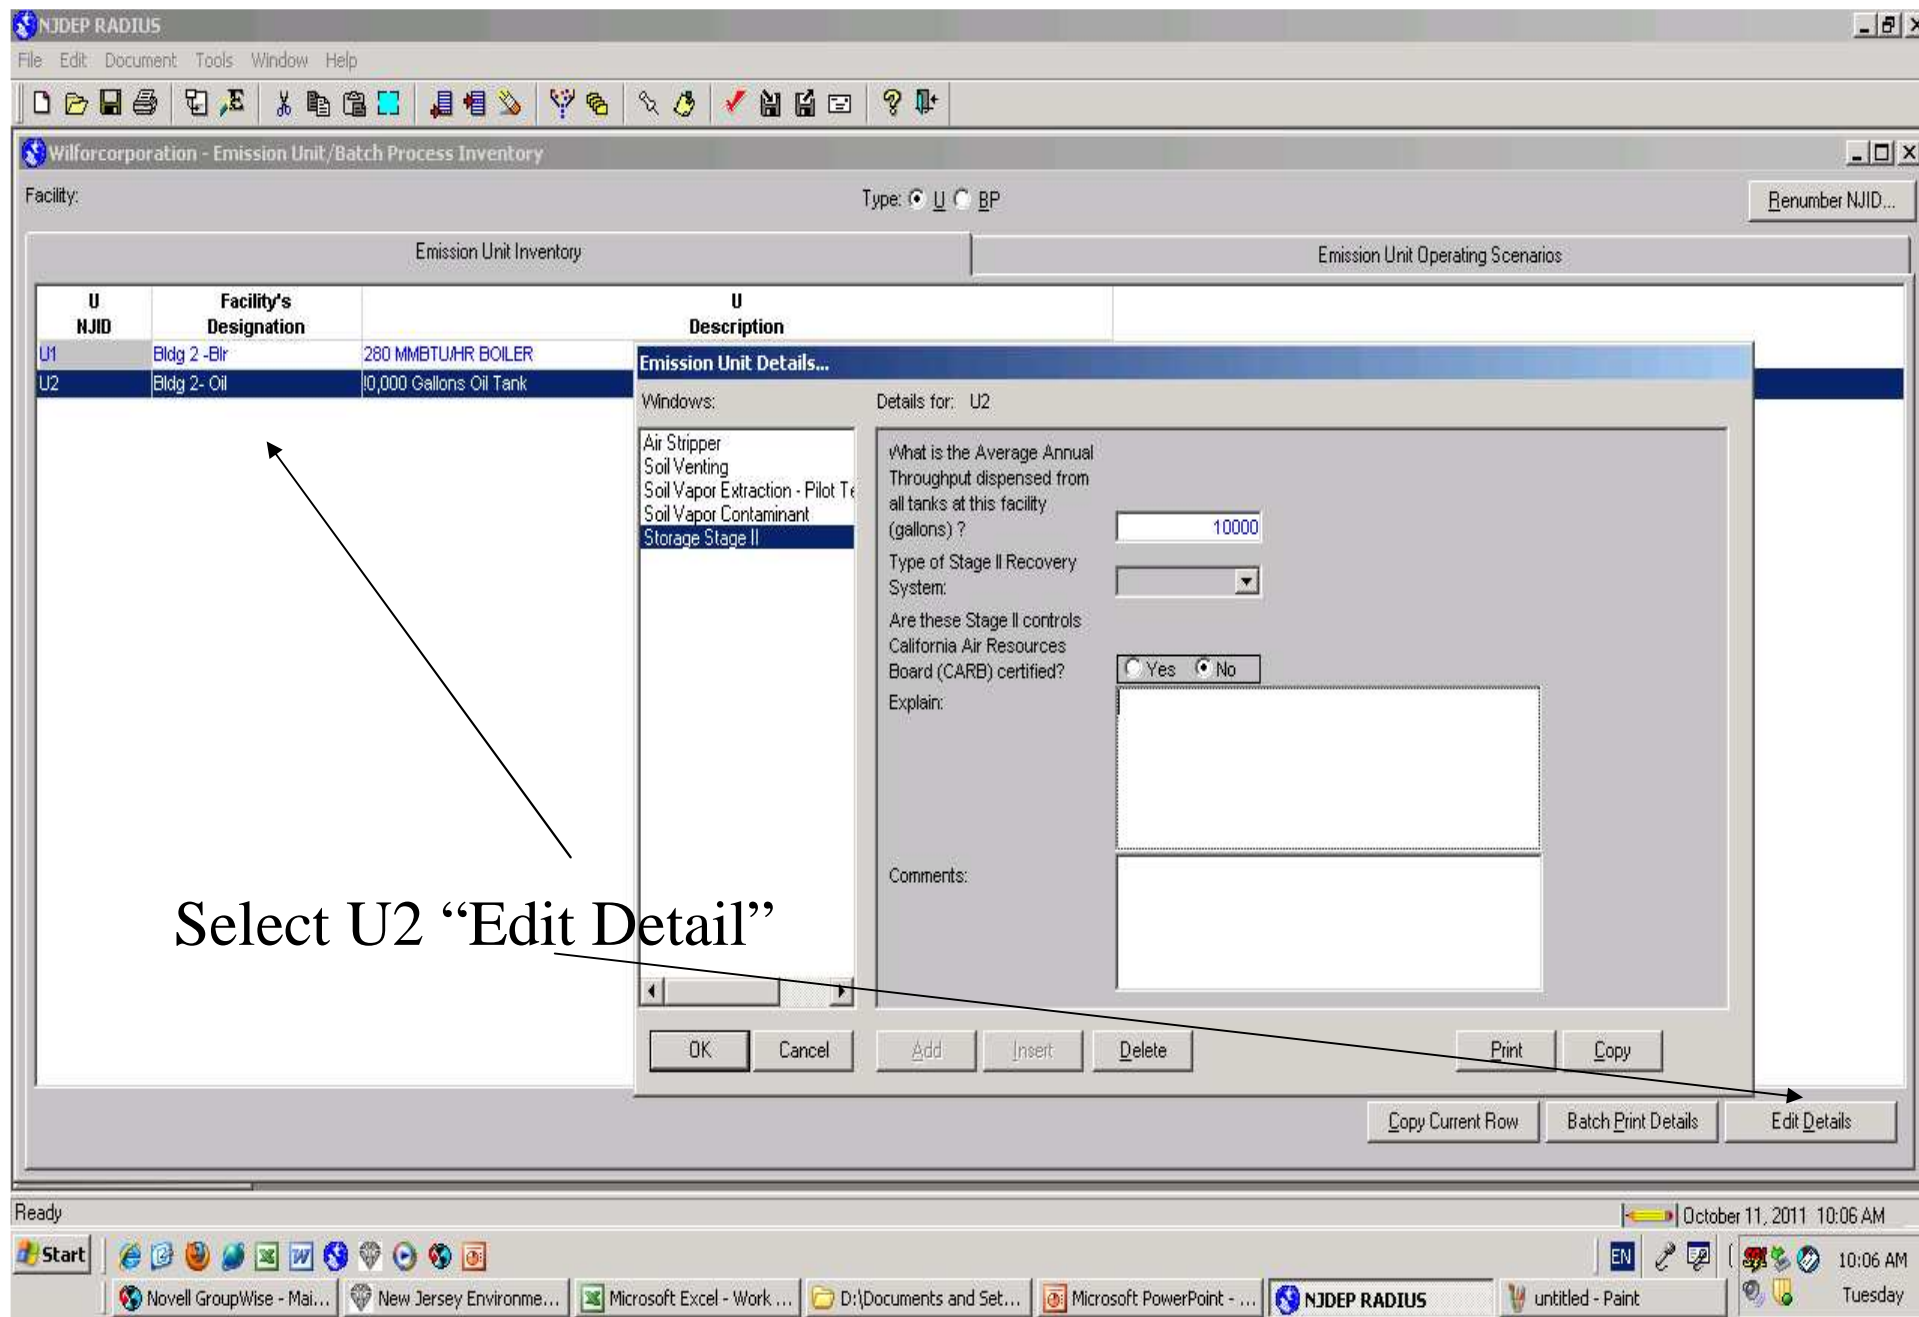 NJDEP RADIUS
File Edit Document Tools Window Help
Wilforcorporation - Emission Unit/Batch Process Inventory
Facility: Type: U BP Renumber NJID...
Emission Unit Inventory Emission Unit Operating Scenarios
U Facility's U
NJID Designation Description
U1 Bldg 2 -Blr 280 MMBTU/HR BOILER
U2 Bldg 2- Oil !0,000 Gallons Oil Tank
Emission Unit Details...
Windows: Details for: U2
Air Stripper
Soil Venting
Soil Vapor Extraction - Pilot Te
Soil Vapor Contaminant
Storage Stage II
What is the Average Annual
Throughput dispensed from
all tanks at this facility
(gallons) ? 10000
Type of Stage II Recovery
System:
Are these Stage II controls
California Air Resources
Board (CARB) certified? Yes No
Explain:
Comments:
Select U2 “Edit Detail”
OK Cancel Add Insert Delete Print Copy
Copy Current Row Batch Print Details Edit Details
Ready October 11, 2011 10:06 AM
Start EN 10:06 AM
Novell GroupWise - Mai... New Jersey Environme... Microsoft Excel - Work ... D:\Documents and Set... Microsoft PowerPoint - ... NJDEP RADIUS untitled - Paint Tuesday